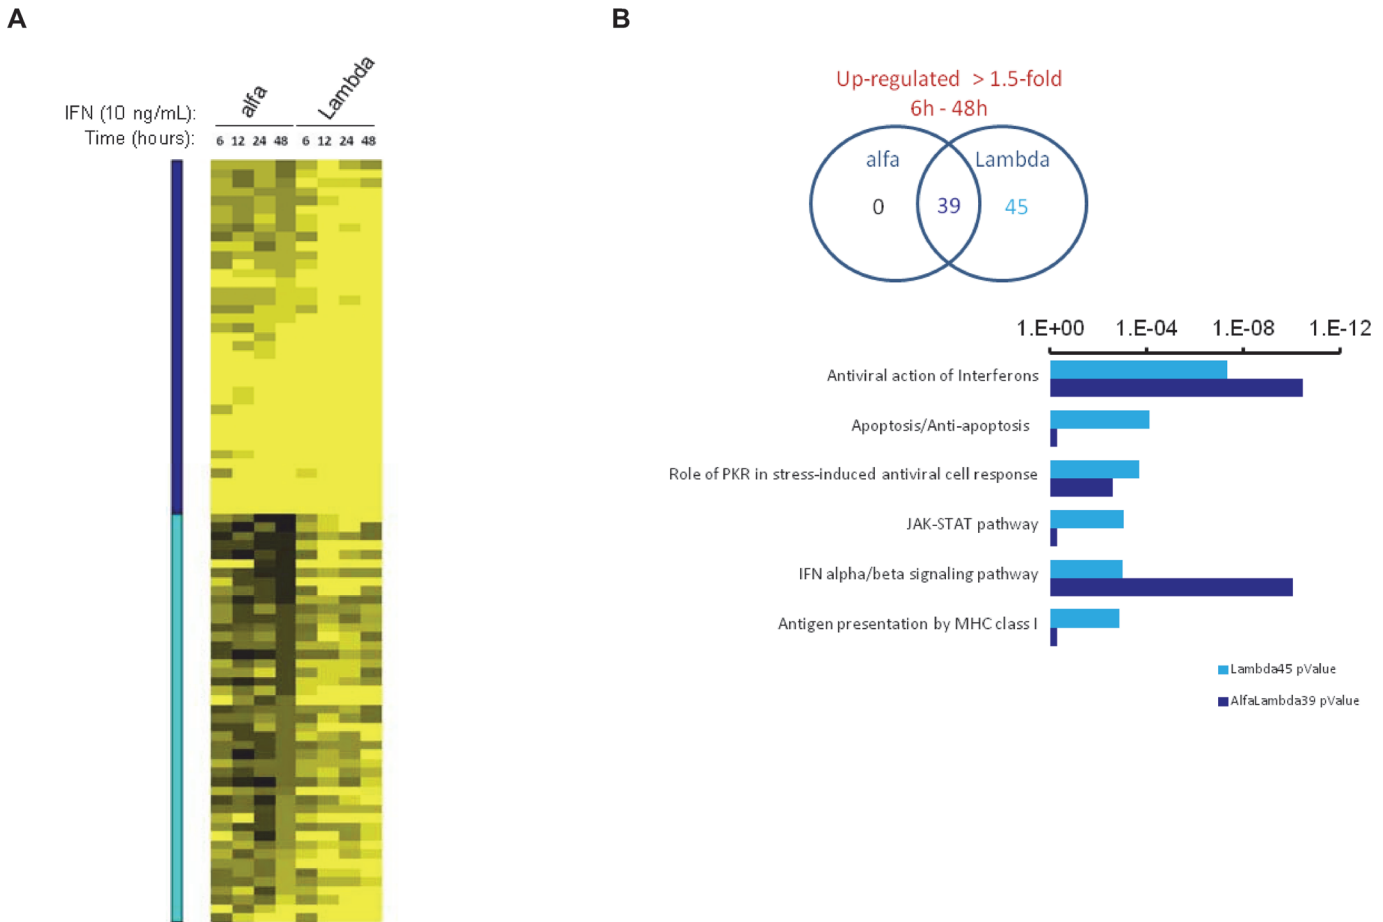 A
IFN (10 ng/mL):
alfa
Lambda
Time (hours):
6 12 24 48 6 12 24 48
B
Up-regulated > 1.5-fold
6h - 48h
alfa
Lambda
0
39
45
1.E+00 1.E-04 1.E-08 1.E-12
Antiviral action of Interferons
Apoptosis/Anti-apoptosis
Role of PKR in stress-induced antiviral cell response
JAK-STAT pathway
IFN alpha/beta signaling pathway
Antigen presentation by MHC class I
Lambda45 pValue
AlfaLambda39 pValue